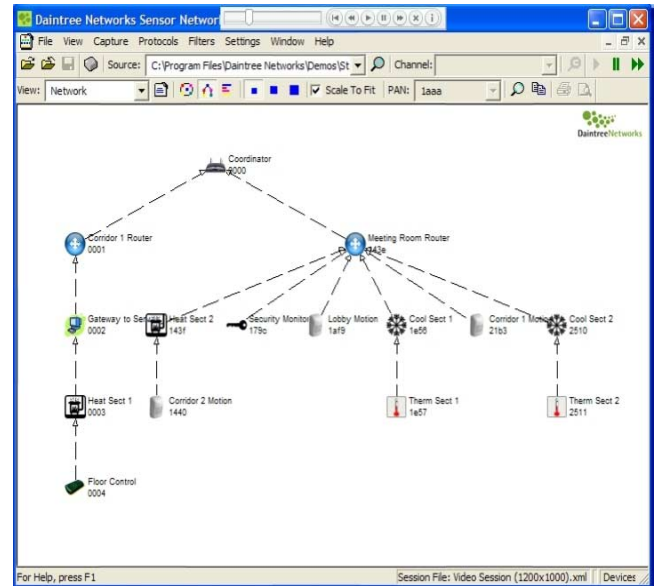 Daintree Networks Sensor Networ
File View Capture Protocols Filters Settings Window Help
Source: C:\Program Files\Daintree Networks\Demos\St Channel:
View: Network Scale To Fit PAN: 1aaa
DaintreeNetworks
Coordinator
0000
Corridor 1 Router
0001
Meeting Room Router
143e
Gateway to Server
0002
Heat Sect 2
143f
Security Monitor
179c
Lobby Motion
1af9
Cool Sect 1
1e56
Corridor 1 Motion
21b3
Cool Sect 2
2510
Heat Sect 1
0003
Corridor 2 Motion
1440
Therm Sect 1
1e57
Therm Sect 2
2511
Floor Control
0004
For Help, press F1
Session File: Video Session (1200x1000).xml Devices